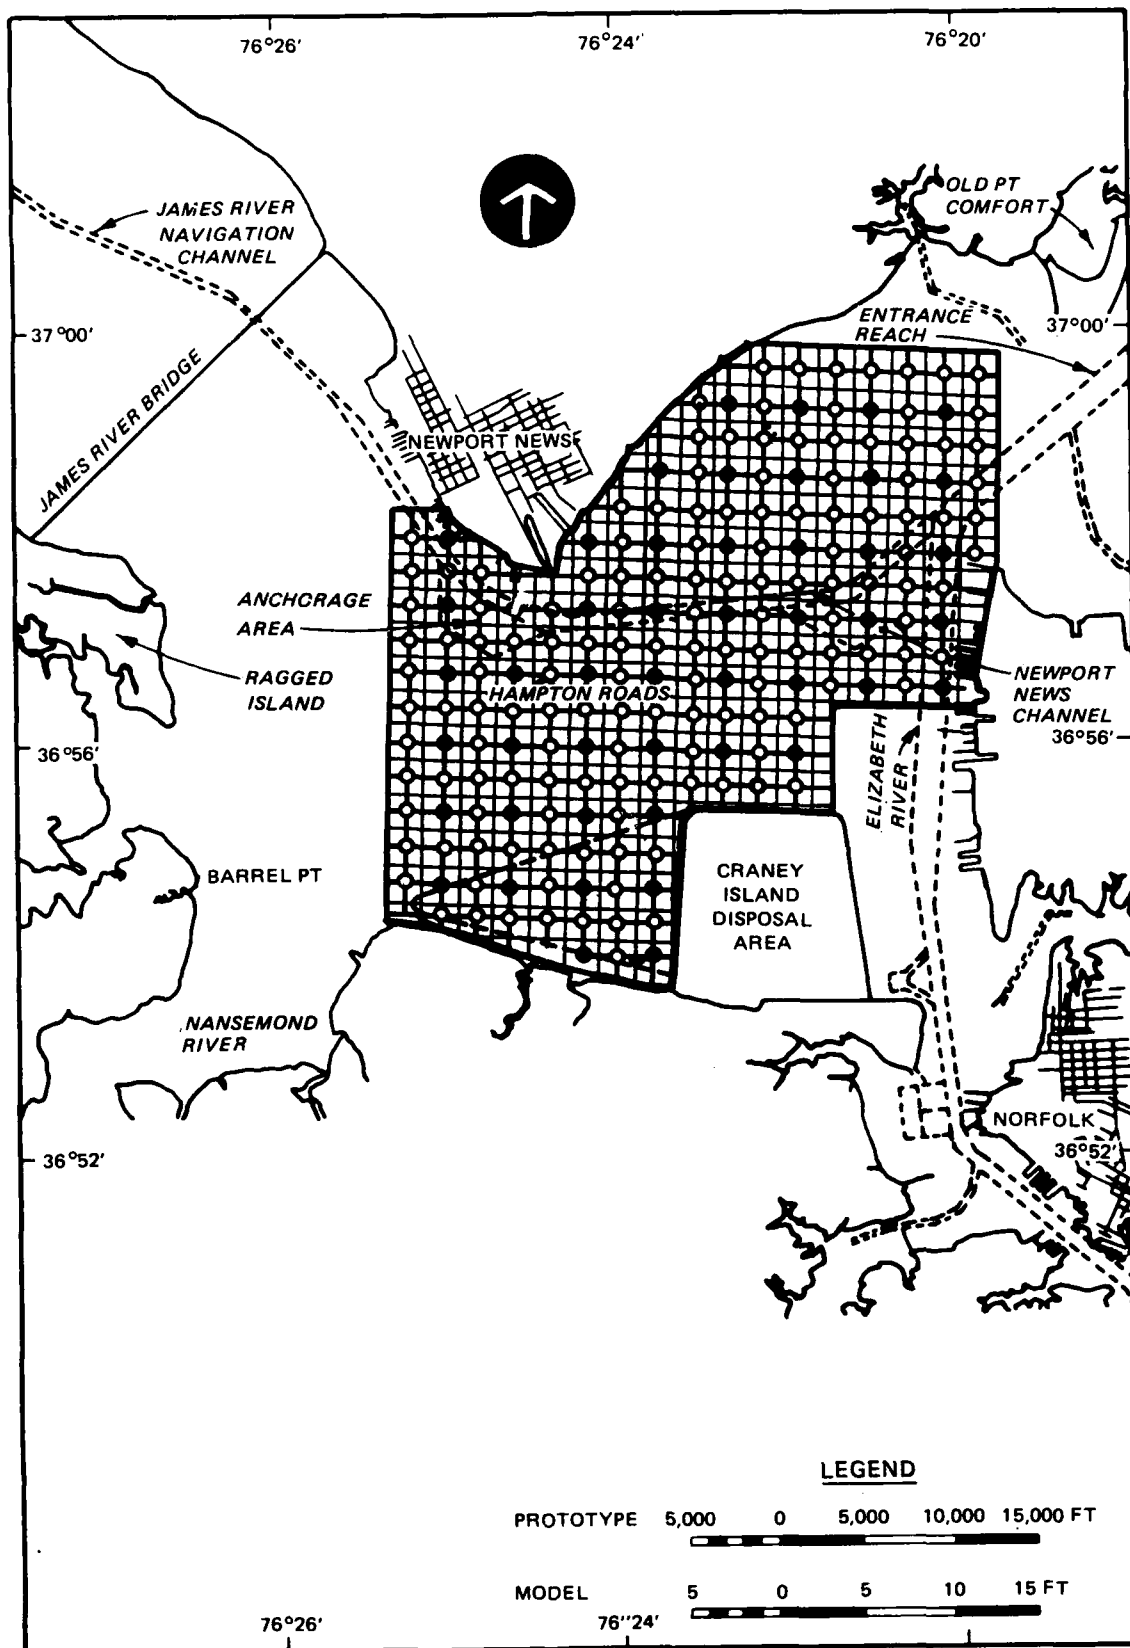 76°26' 76°24' 76°20'
JAMES RIVER
NAVIGATION
CHANNEL
OLD PT
COMFORT
ENTRANCE
REACH
37°00' 37°00'
JAMES RIVER BRIDGE
NEWPORT NEWS
ANCHORAGE
AREA
RAGGED
ISLAND
HAMPTON ROADS
NEWPORT
NEWS
CHANNEL
36°56' 36°56'
ELIZABETH
RIVER
BARREL PT
CRANEY
ISLAND
DISPOSAL
AREA
NANSEMOND
RIVER
NORFOLK
36°52' 36°52'
LEGEND
PROTOTYPE 5,000 0 5,000 10,000 15,000 FT
MODEL 5 0 5 10 15 FT
76°26' 76"24'